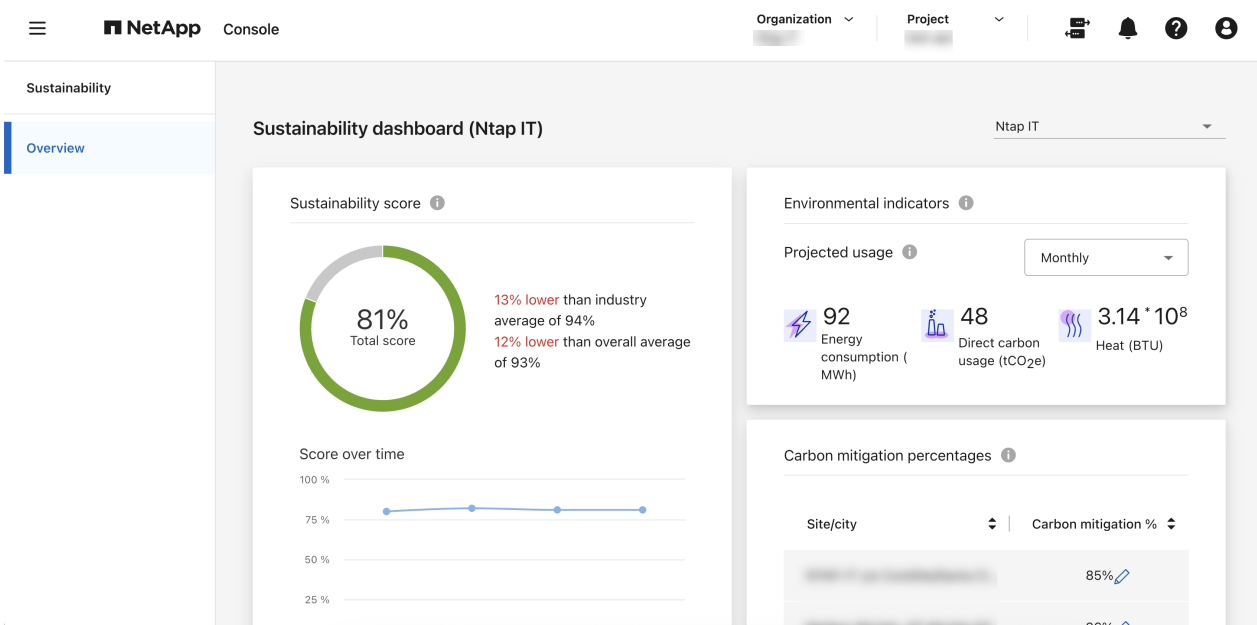 NetApp Console
Organization
Project
Sustainability
Overview
Sustainability dashboard (Ntap IT)
Ntap IT
Sustainability score
81%
Total score
13% lower than industry
average of 94%
12% lower than overall average
of 93%
Score over time
100 %
75 %
50 %
25 %
Environmental indicators
Projected usage
Monthly
92
Energy
consumption (
MWh)
48
Direct carbon
usage (tCO2e)
3.14 * 10⁸
Heat (BTU)
Carbon mitigation percentages
Site/city
Carbon mitigation %
85%